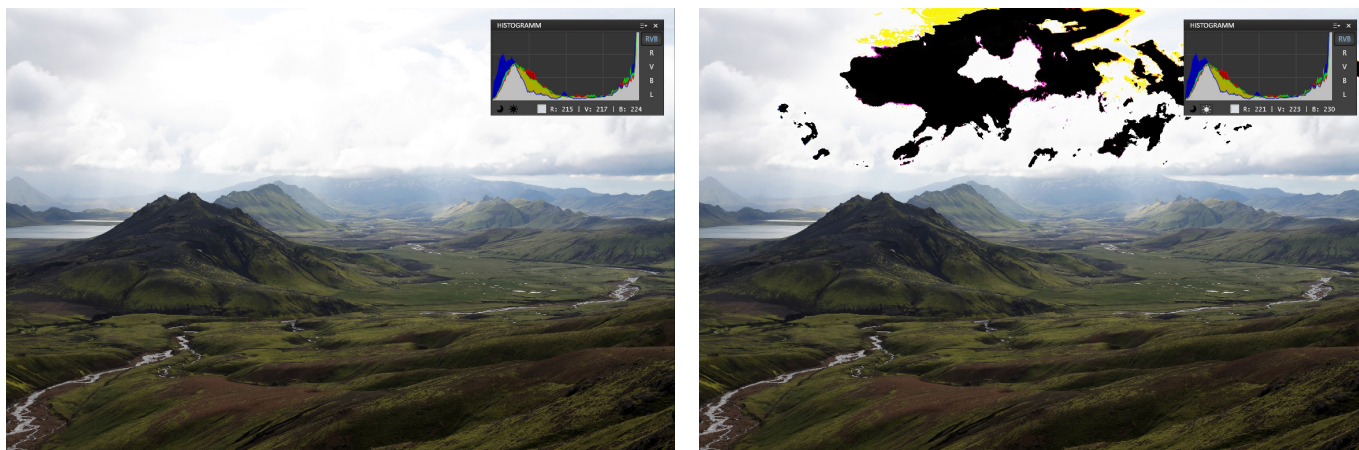 HISTOGRAMM
RVB
R
V
B
L
R: 215 | V: 217 | B: 224
HISTOGRAMM
RVB
R
V
B
L
R: 221 | V: 223 | B: 230